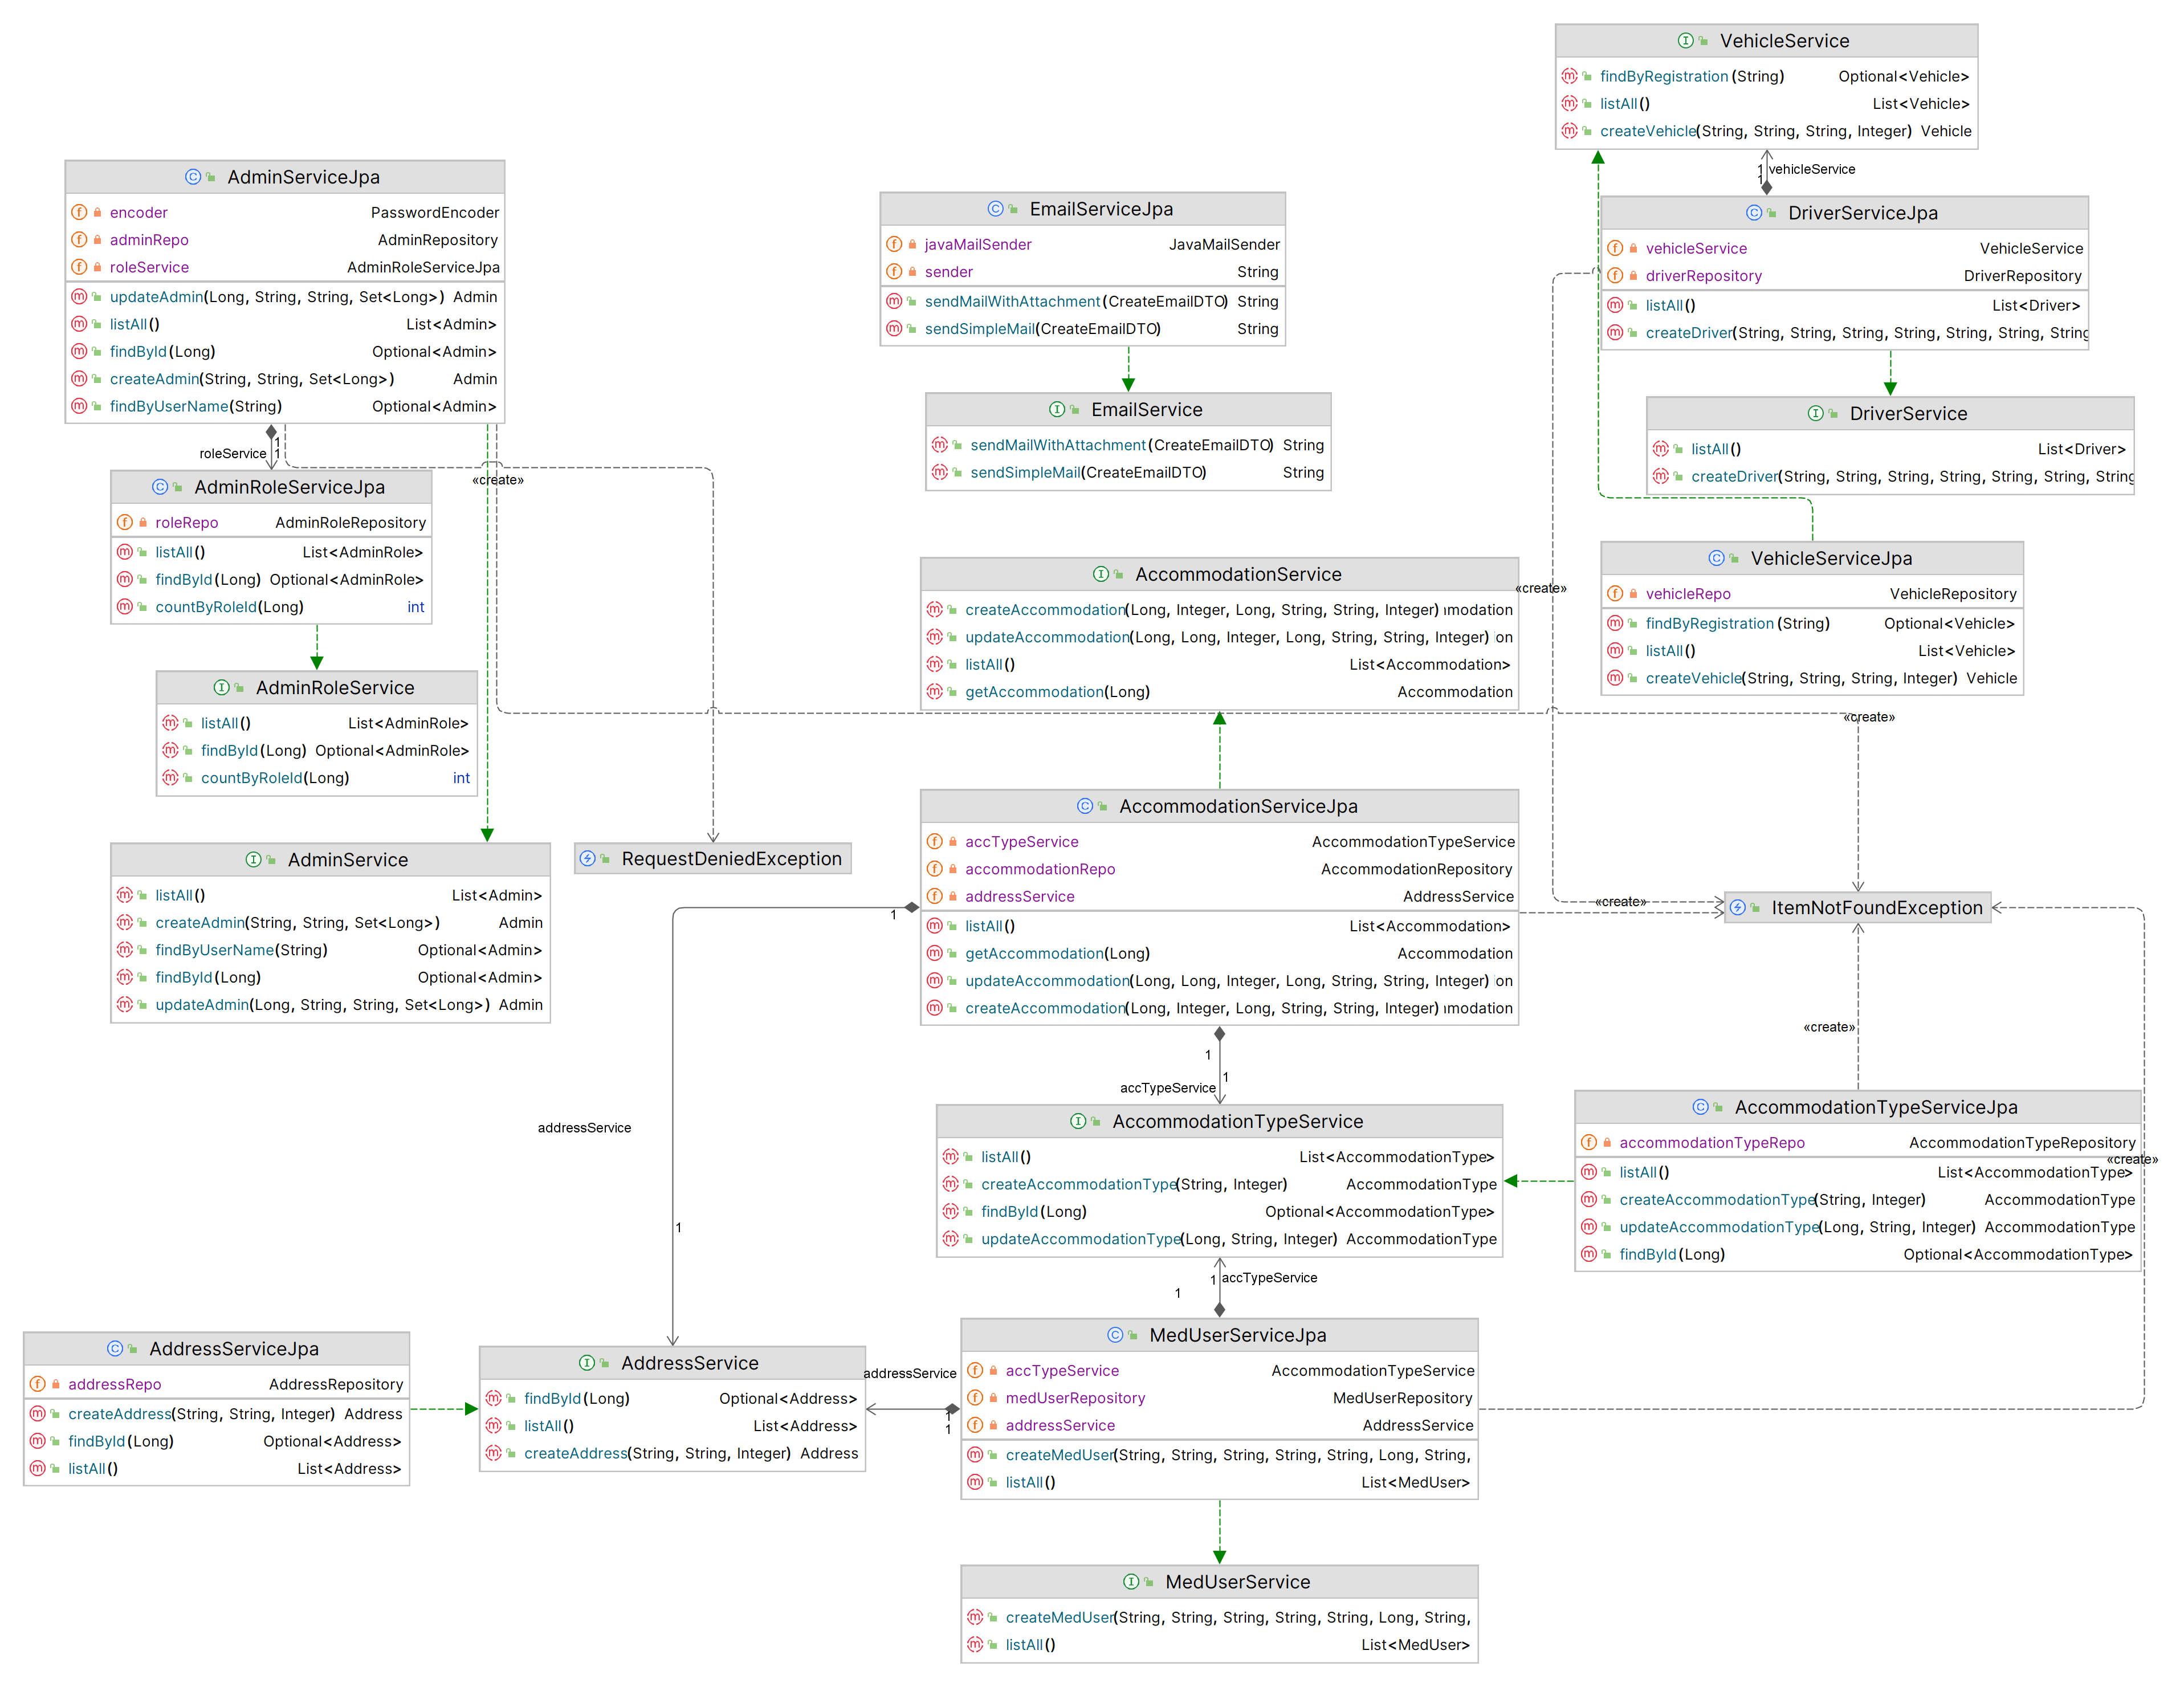 VehicleService
findByRegistration(String) Optional<Vehicle>
listAll() List<Vehicle>
createVehicle(String, String, String, Integer) Vehicle
1
1
vehicleService
AdminServiceJpa
encoder PasswordEncoder
adminRepo AdminRepository
roleService AdminRoleServiceJpa
updateAdmin(Long, String, String, Set<Long>) Admin
listAll() List<Admin>
findById(Long) Optional<Admin>
createAdmin(String, String, Set<Long>) Admin
findByUserName(String) Optional<Admin>
EmailServiceJpa
javaMailSender JavaMailSender
sender String
sendMailWithAttachment(CreateEmailDTO) String
sendSimpleMail(CreateEmailDTO) String
DriverServiceJpa
vehicleService VehicleService
driverRepository DriverRepository
listAll() List<Driver>
createDriver(String, String, String, String, String, String, String
EmailService
sendMailWithAttachment(CreateEmailDTO) String
sendSimpleMail(CreateEmailDTO) String
DriverService
listAll() List<Driver>
createDriver(String, String, String, String, String, String, String
roleService
1
1
«create»
AdminRoleServiceJpa
roleRepo AdminRoleRepository
listAll() List<AdminRole>
findById(Long) Optional<AdminRole>
countByRoleId(Long) int
AccommodationService
createAccommodation(Long, Integer, Long, String, String, Integer) modation
updateAccommodation(Long, Long, Integer, Long, String, String, Integer) on
listAll() List<Accommodation>
getAccommodation(Long) Accommodation
«create»
VehicleServiceJpa
vehicleRepo VehicleRepository
findByRegistration(String) Optional<Vehicle>
listAll() List<Vehicle>
createVehicle(String, String, String, Integer) Vehicle
AdminRoleService
listAll() List<AdminRole>
findById(Long) Optional<AdminRole>
countByRoleId(Long) int
«create»
AdminService
listAll() List<Admin>
createAdmin(String, String, Set<Long>) Admin
findByUserName(String) Optional<Admin>
findById(Long) Optional<Admin>
updateAdmin(Long, String, String, Set<Long>) Admin
RequestDeniedException
AccommodationServiceJpa
accTypeService AccommodationTypeService
accommodationRepo AccommodationRepository
addressService AddressService
listAll() List<Accommodation>
getAccommodation(Long) Accommodation
updateAccommodation(Long, Long, Integer, Long, String, String, Integer) on
createAccommodation(Long, Integer, Long, String, String, Integer) modation
1
«create»
ItemNotFoundException
«create»
1
1
accTypeService
addressService
1
AccommodationTypeService
listAll() List<AccommodationType>
createAccommodationType(String, Integer) AccommodationType
findById(Long) Optional<AccommodationType>
updateAccommodationType(Long, String, Integer) AccommodationType
AccommodationTypeServiceJpa
accommodationTypeRepo AccommodationTypeRepository
«create»
listAll() List<AccommodationType>
createAccommodationType(String, Integer) AccommodationType
updateAccommodationType(Long, String, Integer) AccommodationType
findById(Long) Optional<AccommodationType>
1 accTypeService
1
AddressServiceJpa
addressRepo AddressRepository
createAddress(String, String, Integer) Address
findById(Long) Optional<Address>
listAll() List<Address>
AddressService
findById(Long) Optional<Address>
listAll() List<Address>
createAddress(String, String, Integer) Address
addressService
1
1
MedUserServiceJpa
accTypeService AccommodationTypeService
medUserRepository MedUserRepository
addressService AddressService
createMedUser(String, String, String, String, String, Long, String,
listAll() List<MedUser>
MedUserService
createMedUser(String, String, String, String, String, Long, String,
listAll() List<MedUser>